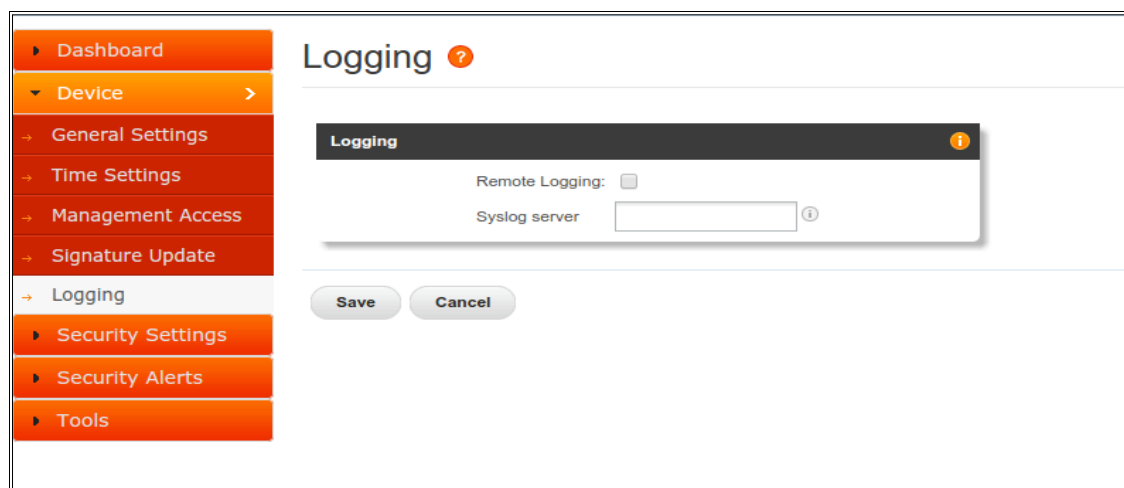 Dashboard
Device
General Settings
Time Settings
Management Access
Signature Update
Logging
Security Settings
Security Alerts
Tools
Logging ?
Logging i
Remote Logging:
Syslog server i
Save Cancel